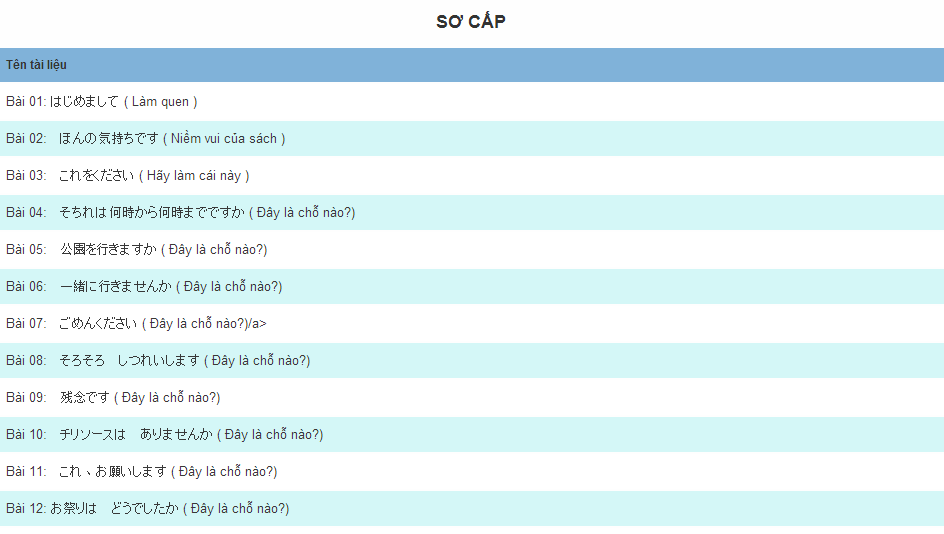 SƠ CẤP
Tên tài liệu
Bài 01: はじめまして ( Làm quen )
Bài 02:　ほんの気持ちです ( Niềm vui của sách )
Bài 03:　これをください ( Hãy làm cái này )
Bài 04:　そちれは何時から何時までですか ( Đây là chỗ nào?)
Bài 05:　公園を行きますか ( Đây là chỗ nào?)
Bài 06:　一緒に行きませんか ( Đây là chỗ nào?)
Bài 07:　ごめんください ( Đây là chỗ nào?)/a>
Bài 08:　そろそろ　しつれいします ( Đây là chỗ nào?)
Bài 09:　残念です ( Đây là chỗ nào?)
Bài 10:　チリソースは　ありませんか ( Đây là chỗ nào?)
Bài 11:　これ、お願いします ( Đây là chỗ nào?)
Bài 12: お祭りは　どうでしたか ( Đây là chỗ nào?)